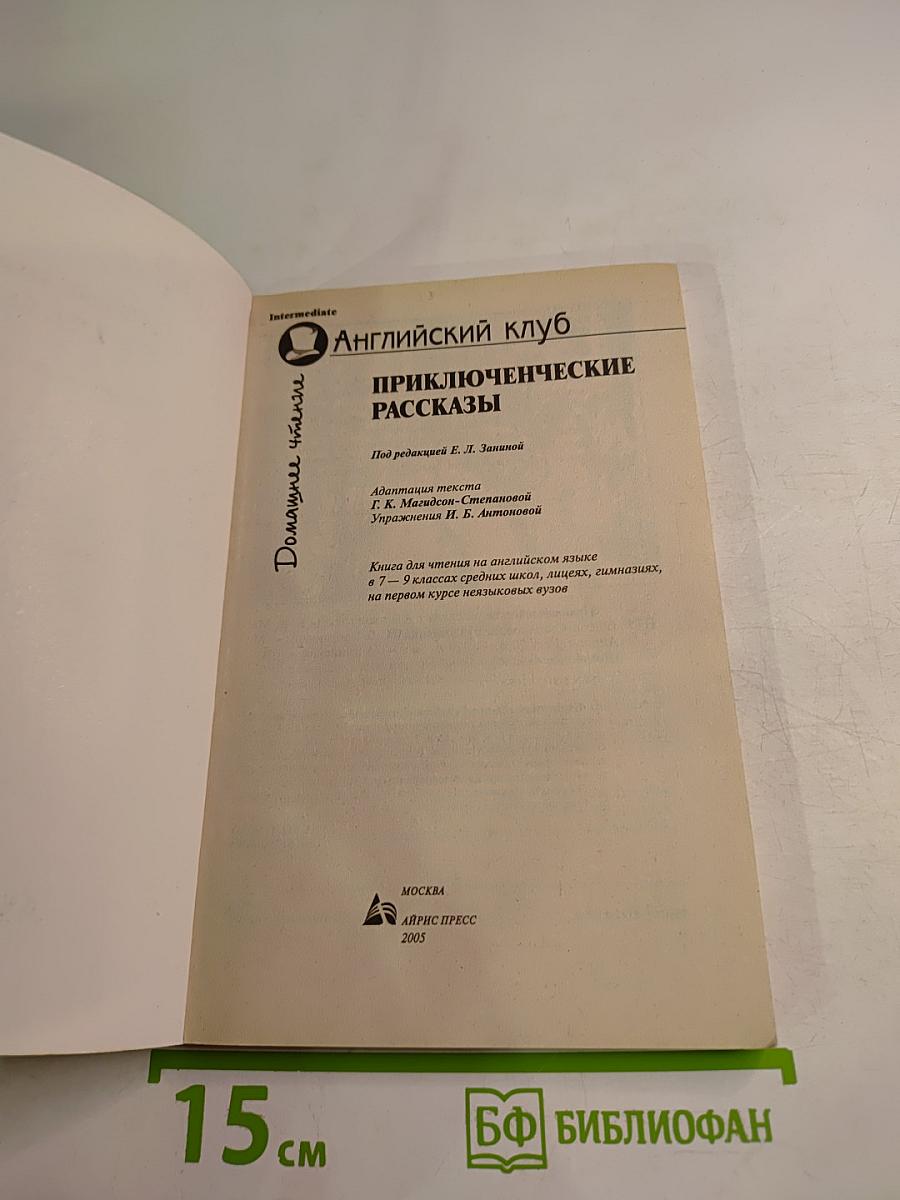 Intermediate
Английский клуб
Домашнее чтение
ПРИКЛЮЧЕНЧЕСКИЕ
РАССКАЗЫ
Под редакцией Е. Л. Заниной
Адаптация текста
Г. К. Магидсон-Степановой
Упражнения И. Б. Антоновой
Книга для чтения на английском языке
в 7 — 9 классах средних школ, лицеях, гимназиях,
на первом курсе неязыковых вузов
МОСКВА
АЙРИС ПРЕСС
2005
15 см
БФ БИБЛИОФАН